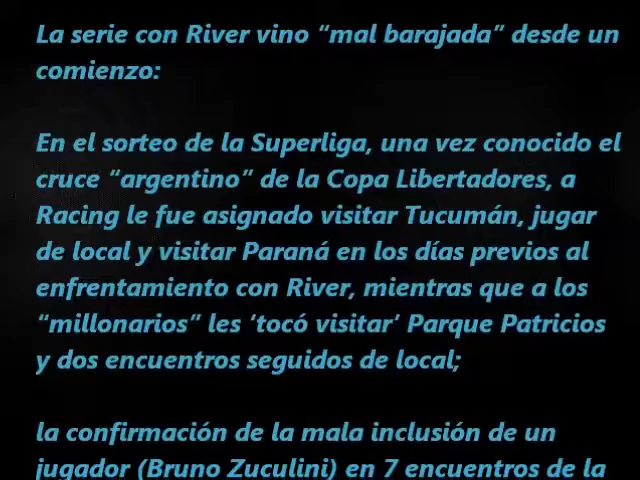 La serie con River vino “mal barajada” desde un
comienzo:
En el sorteo de la Superliga, una vez conocido el
cruce “argentino” de la Copa Libertadores, a
Racing le fue asignado visitar Tucumán, jugar
de local y visitar Paraná en los días previos al
enfrentamiento con River, mientras que a los
“millonarios” les ‘tocó visitar’ Parque Patricios
y dos encuentros seguidos de local;
la confirmación de la mala inclusión de un
jugador (Bruno Zuculini) en 7 encuentros de la